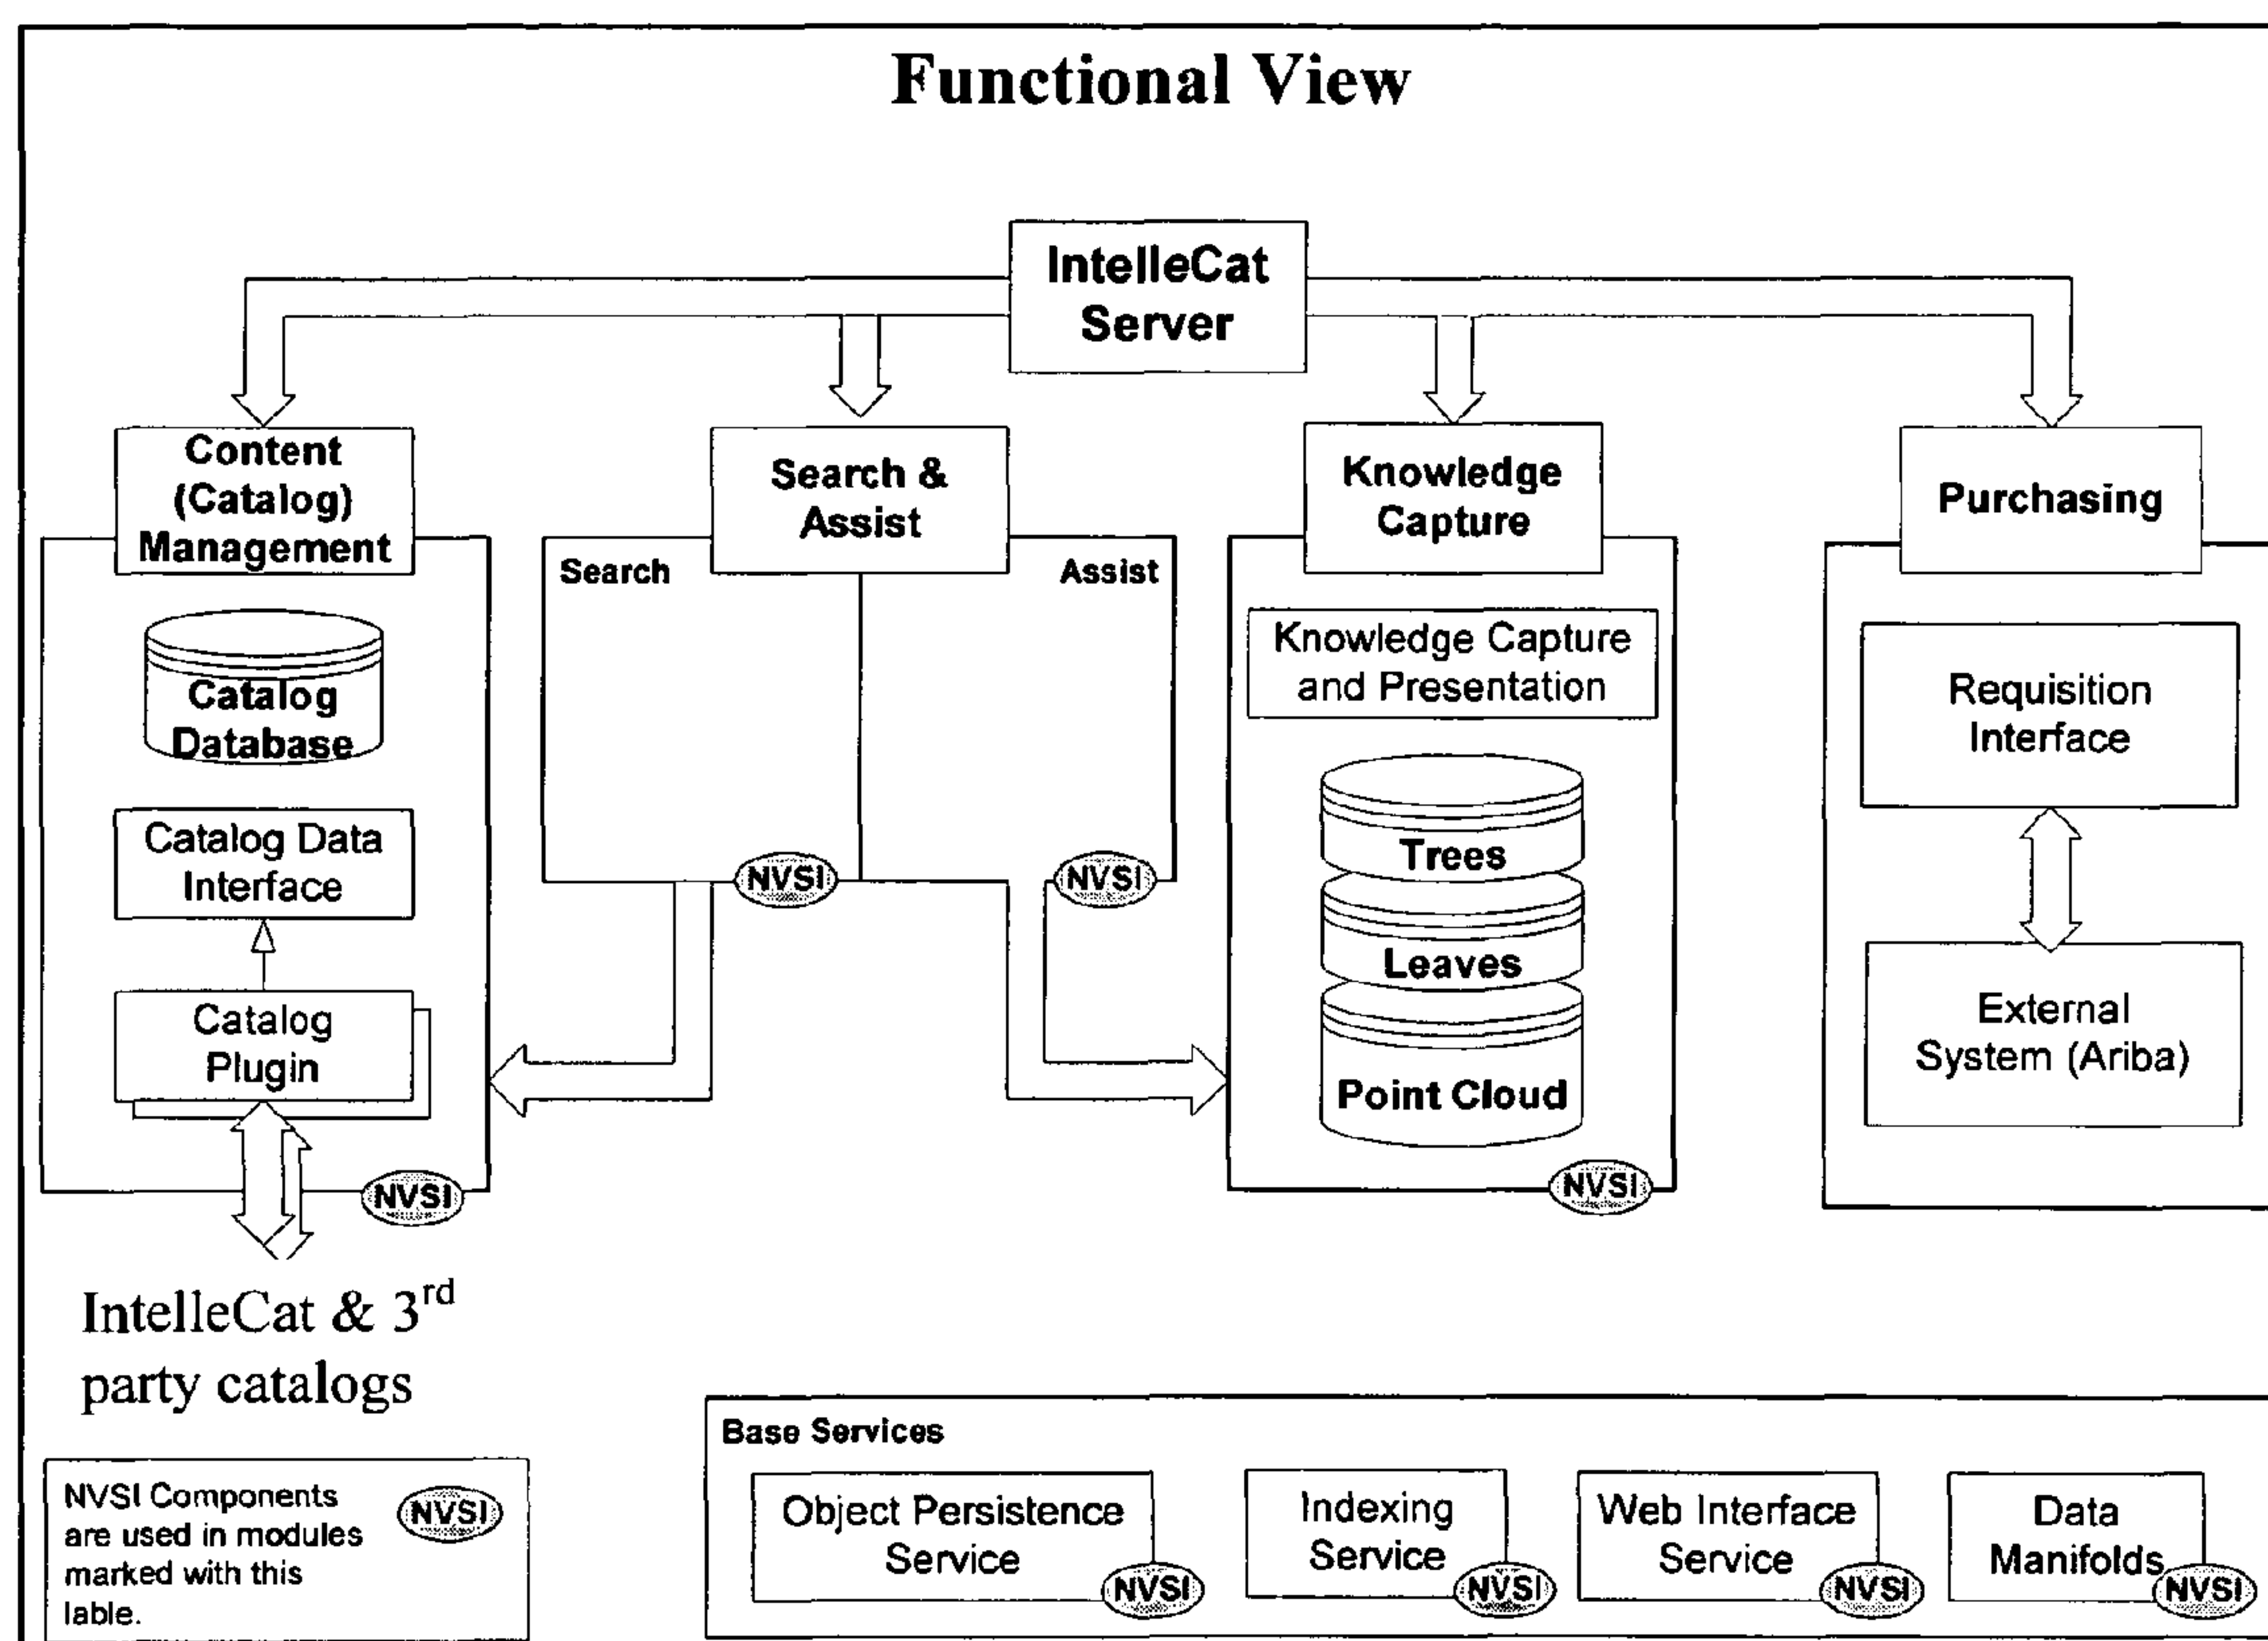 Functional View
IntelleCat
Server
Content
(Catalog)
Management
Search &
Assist
Knowledge
Capture
Purchasing
Search
Assist
Catalog
Database
Catalog Data
Interface
Catalog
Plugin
NVSI
NVSI
NVSI
Knowledge Capture
and Presentation
Trees
Leaves
Point Cloud
NVSI
Requisition
Interface
External
System (Ariba)
IntelleCat & 3rd
party catalogs
NVSI Components
are used in modules
marked with this
lable.
NVSI
Base Services
Object Persistence
Service
NVSI
Indexing
Service
NVSI
Web Interface
Service
NVSI
Data
Manifolds
NVSI